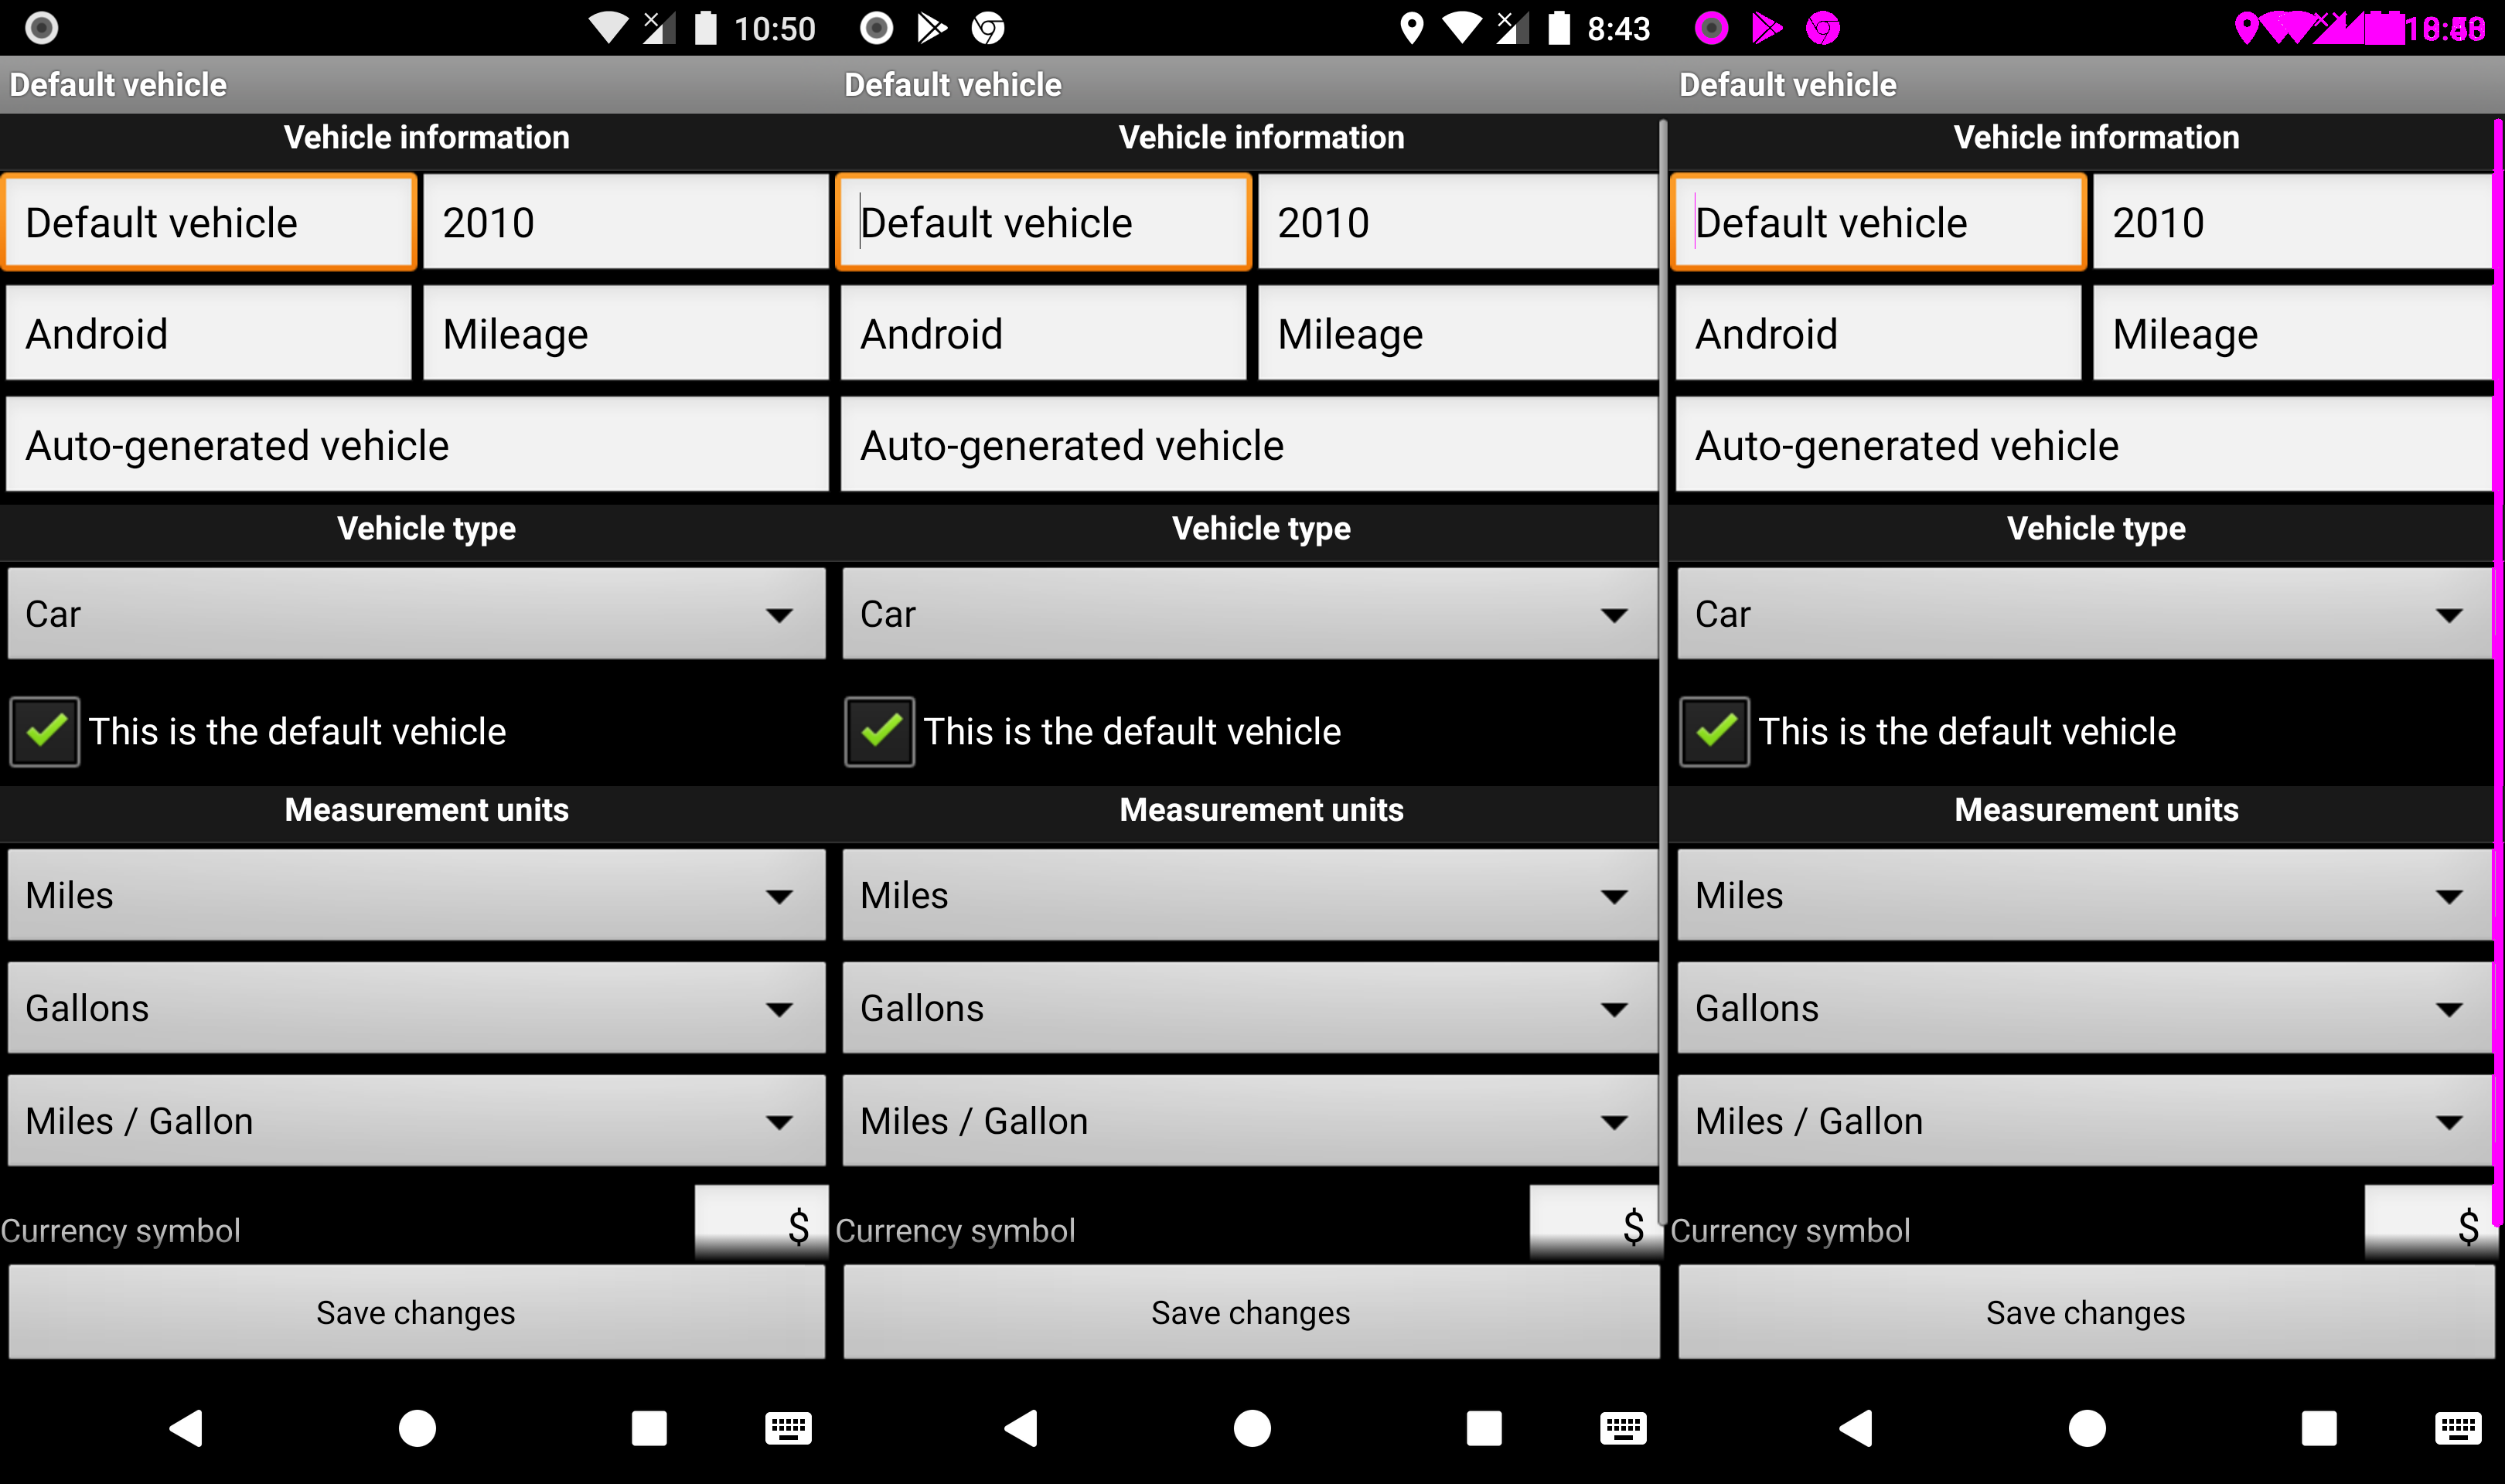 10:50
Default vehicle
Vehicle information
Default vehicle
2010
Android
Mileage
Auto-generated vehicle
Vehicle type
Car
This is the default vehicle
Measurement units
Miles
Gallons
Miles / Gallon
Currency symbol
$
Save changes
8:43
Default vehicle
Vehicle information
Default vehicle
2010
Android
Mileage
Auto-generated vehicle
Vehicle type
Car
This is the default vehicle
Measurement units
Miles
Gallons
Miles / Gallon
Currency symbol
$
Save changes
Default vehicle
Vehicle information
Default vehicle
2010
Android
Mileage
Auto-generated vehicle
Vehicle type
Car
This is the default vehicle
Measurement units
Miles
Gallons
Miles / Gallon
Currency symbol
$
Save changes